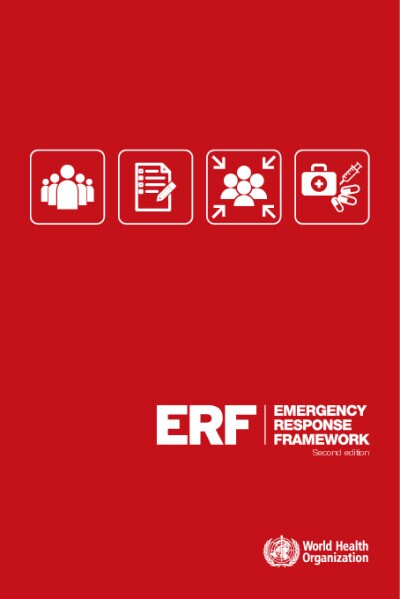 ERF
EMERGENCY
RESPONSE
FRAMEWORK
Second edition
World Health
Organization